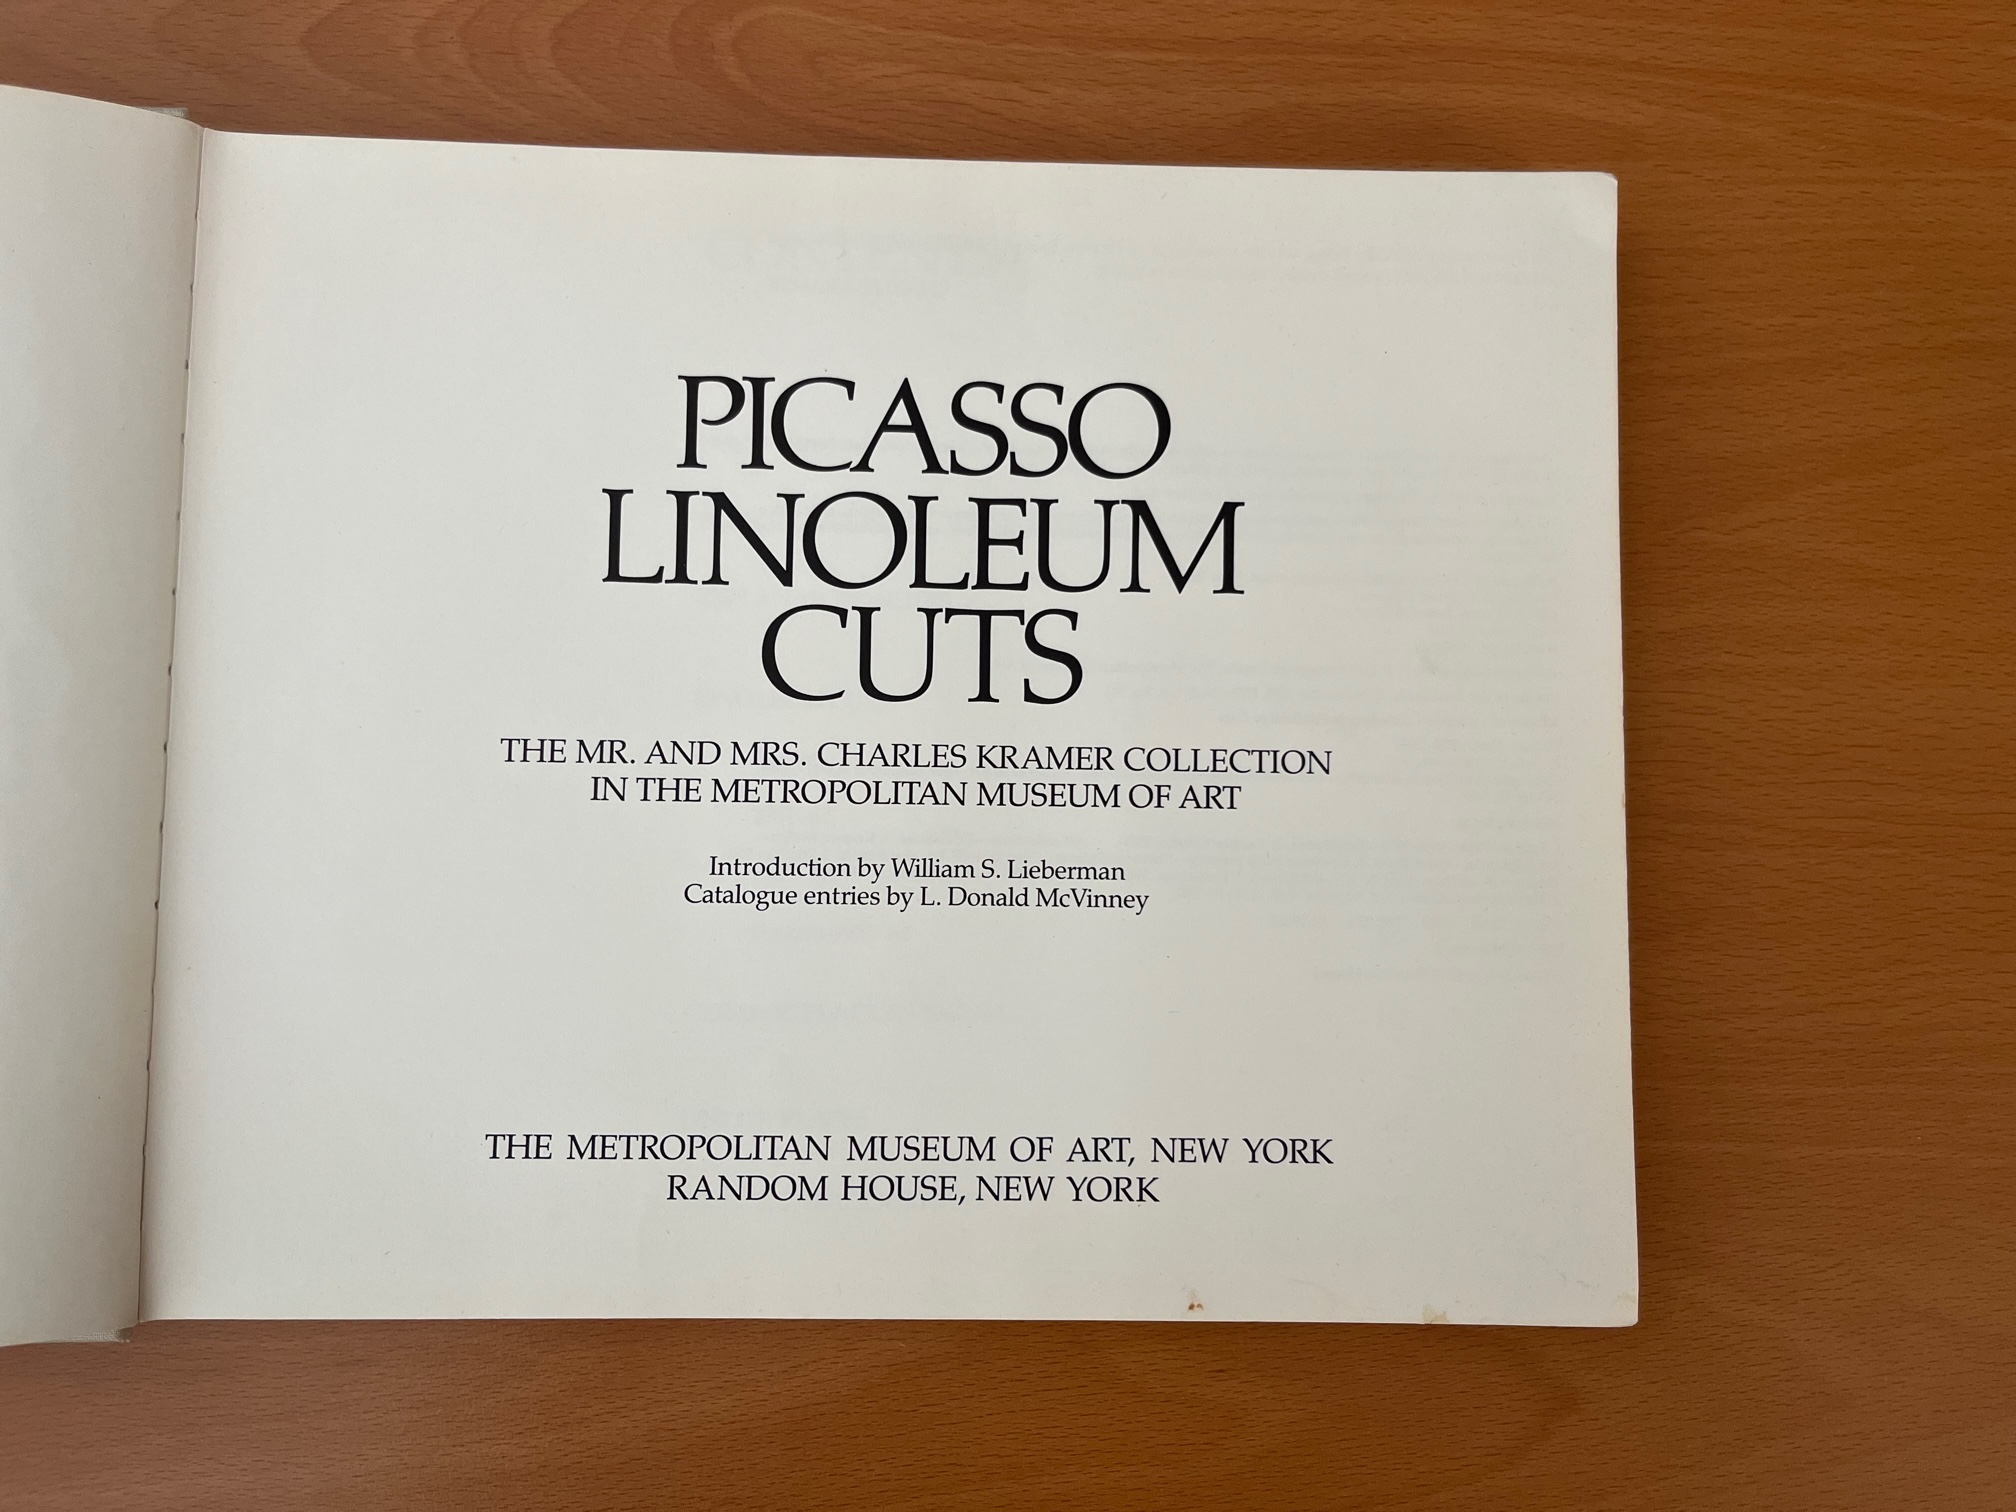 PICASSO
LINOLEUM
CUTS
THE MR. AND MRS. CHARLES KRAMER COLLECTION
IN THE METROPOLITAN MUSEUM OF ART
Introduction by William S. Lieberman
Catalogue entries by L. Donald McVinney
THE METROPOLITAN MUSEUM OF ART, NEW YORK
RANDOM HOUSE, NEW YORK